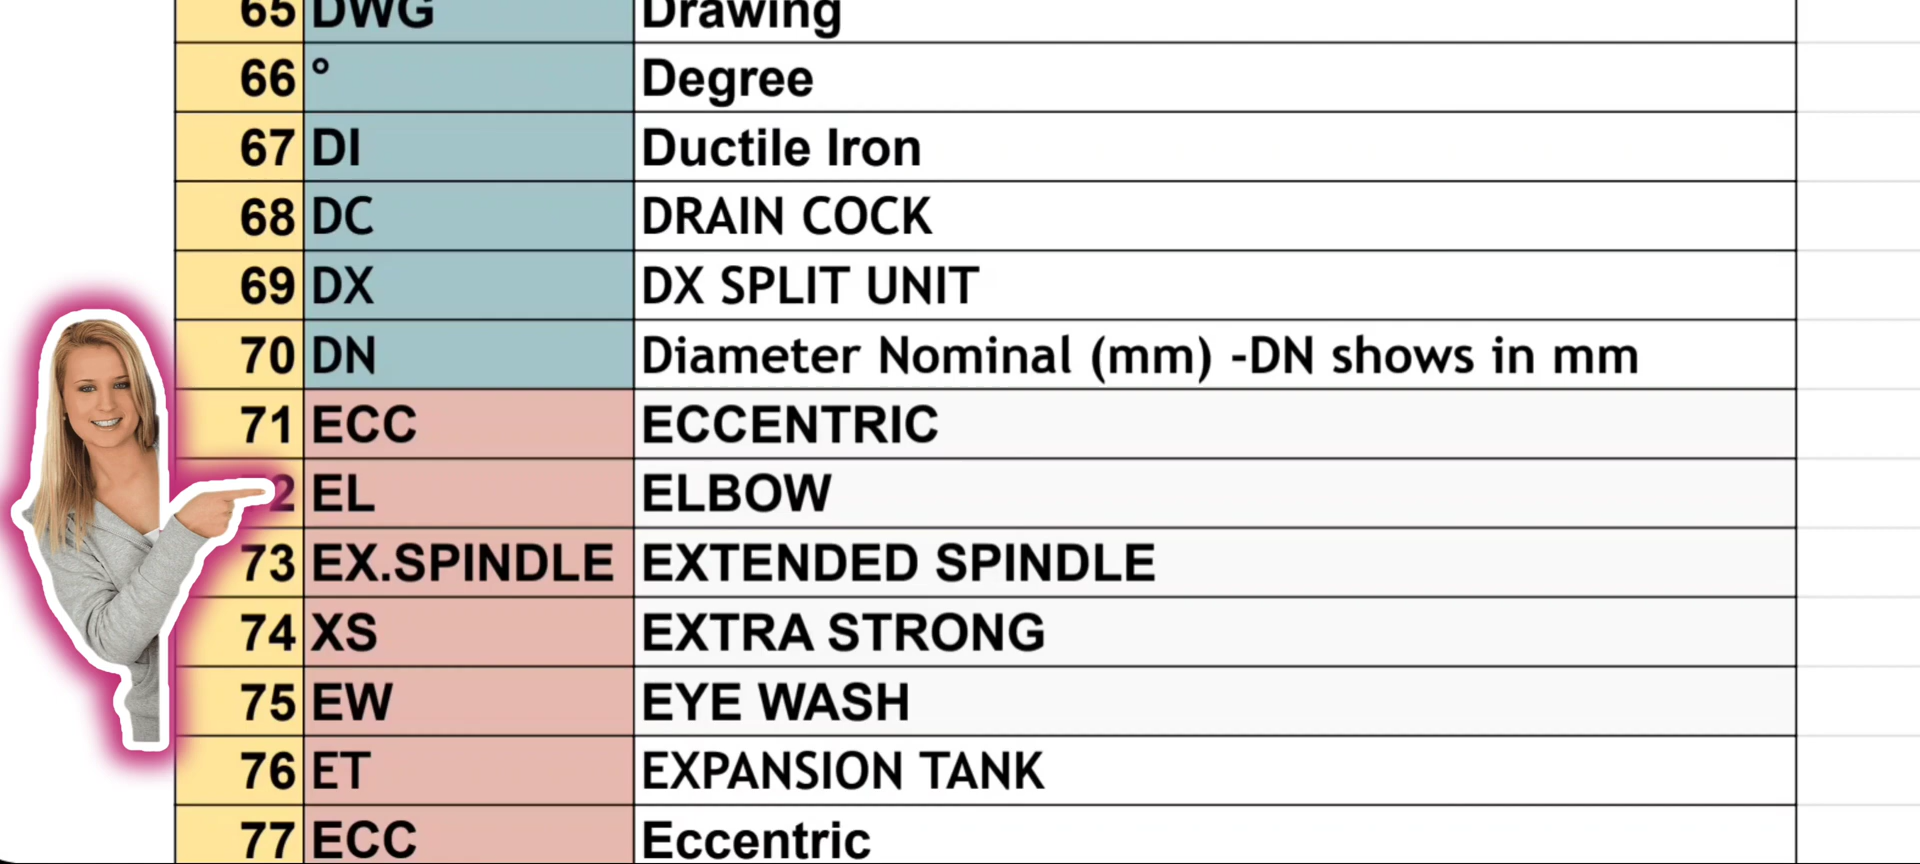 65 DWG Drawing
66 ° Degree
67 DI Ductile Iron
68 DC DRAIN COCK
69 DX DX SPLIT UNIT
70 DN Diameter Nominal (mm) -DN shows in mm
71 ECC ECCENTRIC
2 EL ELBOW
73 EX.SPINDLE EXTENDED SPINDLE
74 XS EXTRA STRONG
75 EW EYE WASH
76 ET EXPANSION TANK
77 ECC Eccentric